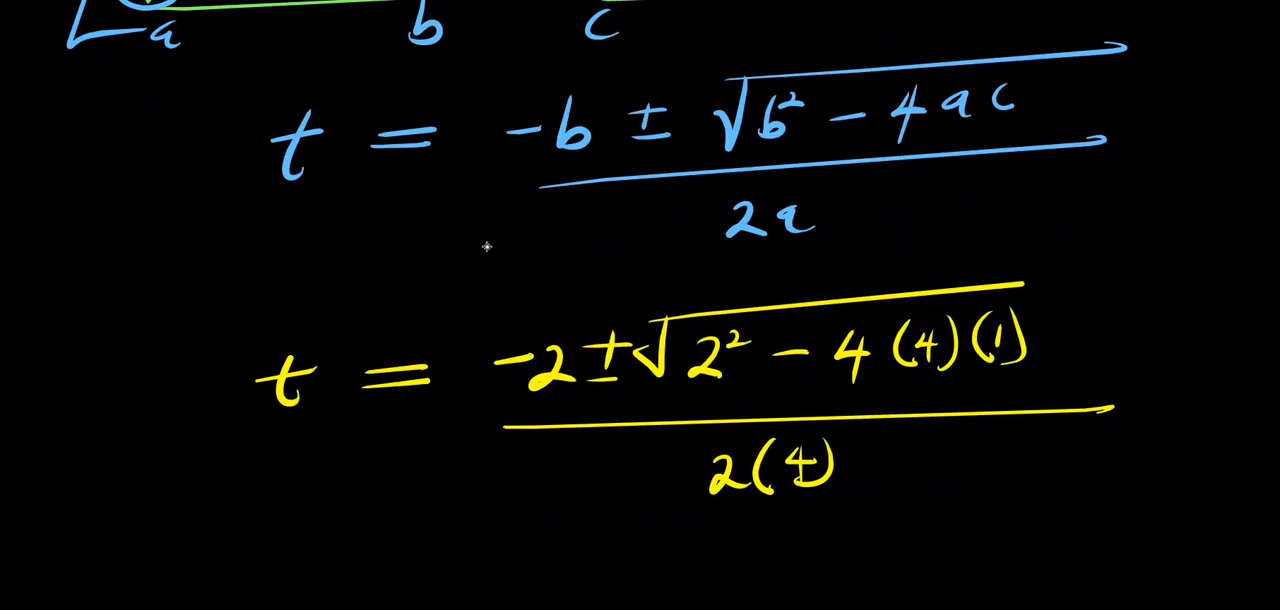 a b c
t = -b ± √b² - 4ac
2a
t = -2 ± √2² - 4(4)(1)
2(4)